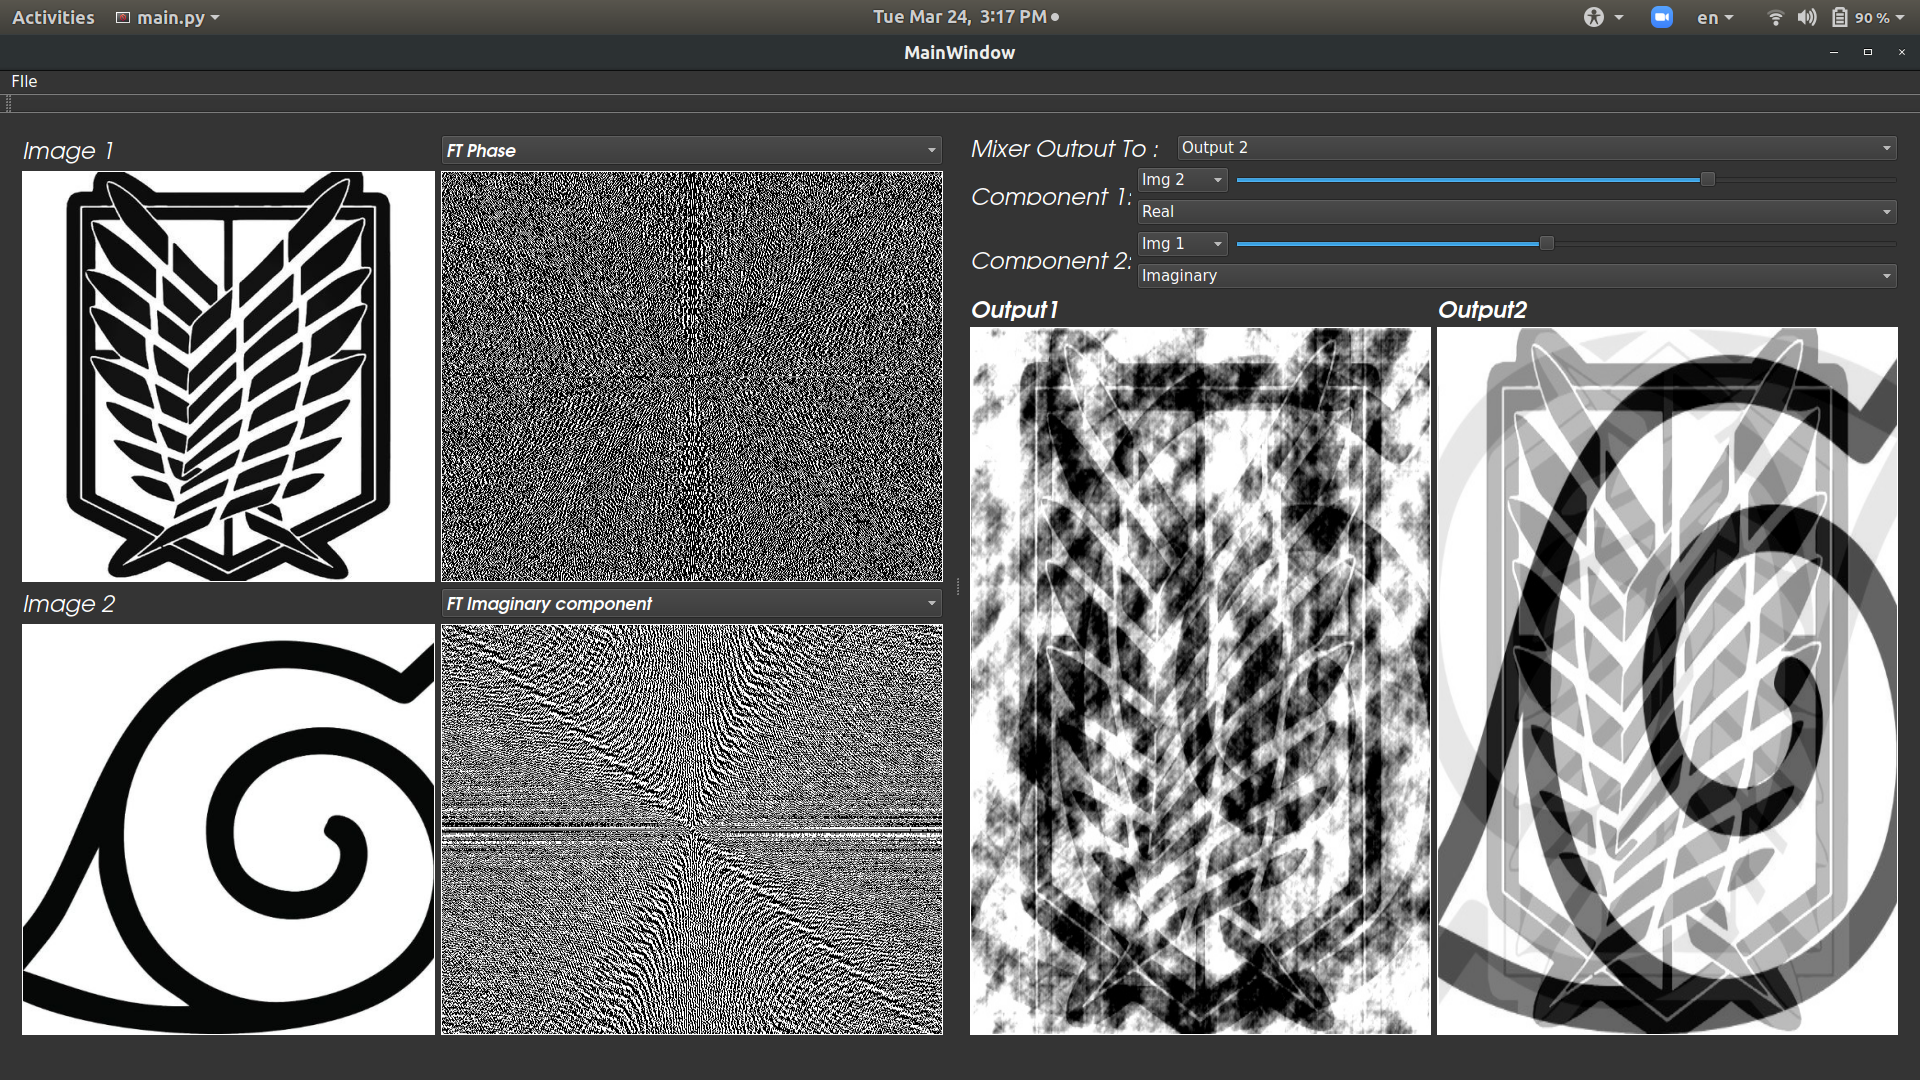 Activities main.py Tue Mar 24, 3:17 PM en 90 %
MainWindow
FIle
Image 1
FT Phase
Image 2
FT Imaginary component
Mixer Output To : Output 2
Component 1: Img 2
Real
Component 2: Img 1
Imaginary
Output1 Output2